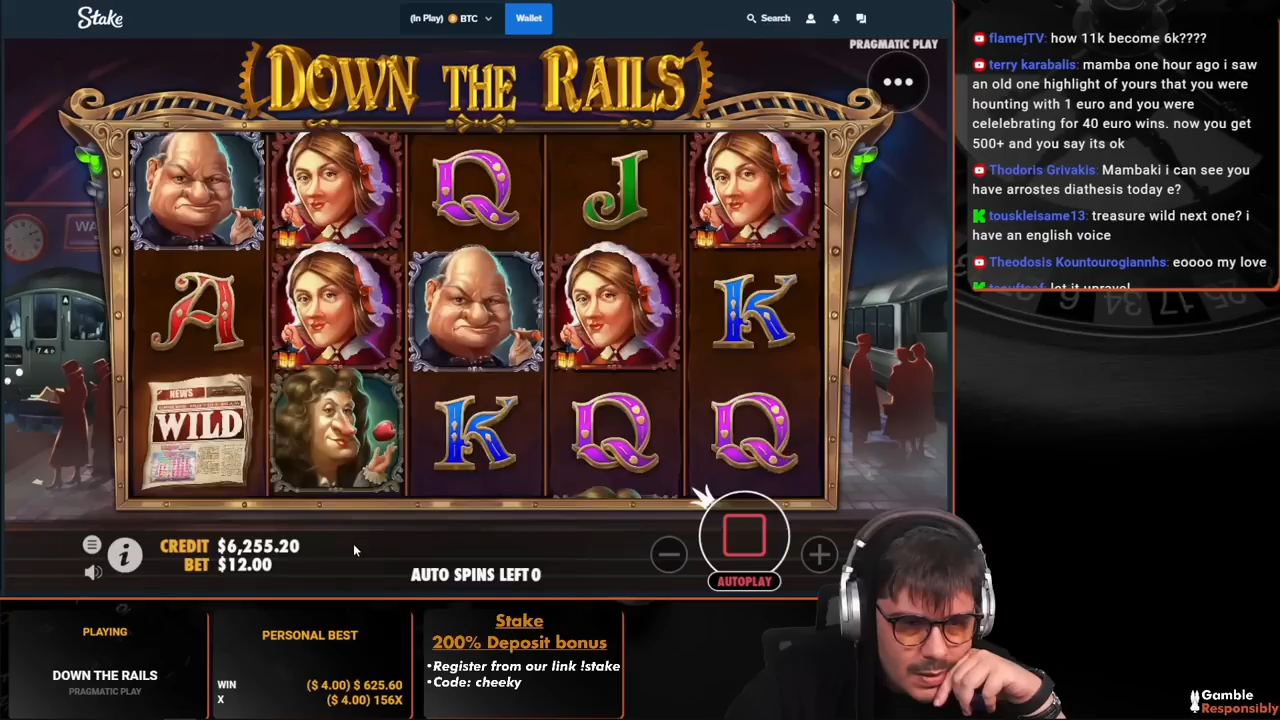 Stake
(In Play) BTC
Wallet
Search
PRAGMATIC PLAY
DOWN THE RAILS
Q
J
A
K
NEWS
WILD
K
Q
Q
CREDIT $6,255.20
BET $12.00
AUTO SPINS LEFT 0
AUTOPLAY
flamejTV: how 11k become 6k????
terry karabalis: mamba one hour ago i saw
an old one highlight of yours that you were
hounting with 1 euro and you were
celelebrating for 40 euro wins. now you get
500+ and you say its ok
Thodoris Grivakis: Mambaki i can see you
have arrostes diathesis today e?
touskleisame13: treasure wild next one? i
have an english voice
Theodosis Kountourogiannhs: eoooo my love
PLAYING
DOWN THE RAILS
PRAGMATIC PLAY
PERSONAL BEST
WIN ($ 4.00) $ 625.60
X ($ 4.00) 156X
Stake
200% Deposit bonus
•Register from our link !stake
•Code: cheeky
Gamble
Responsibly